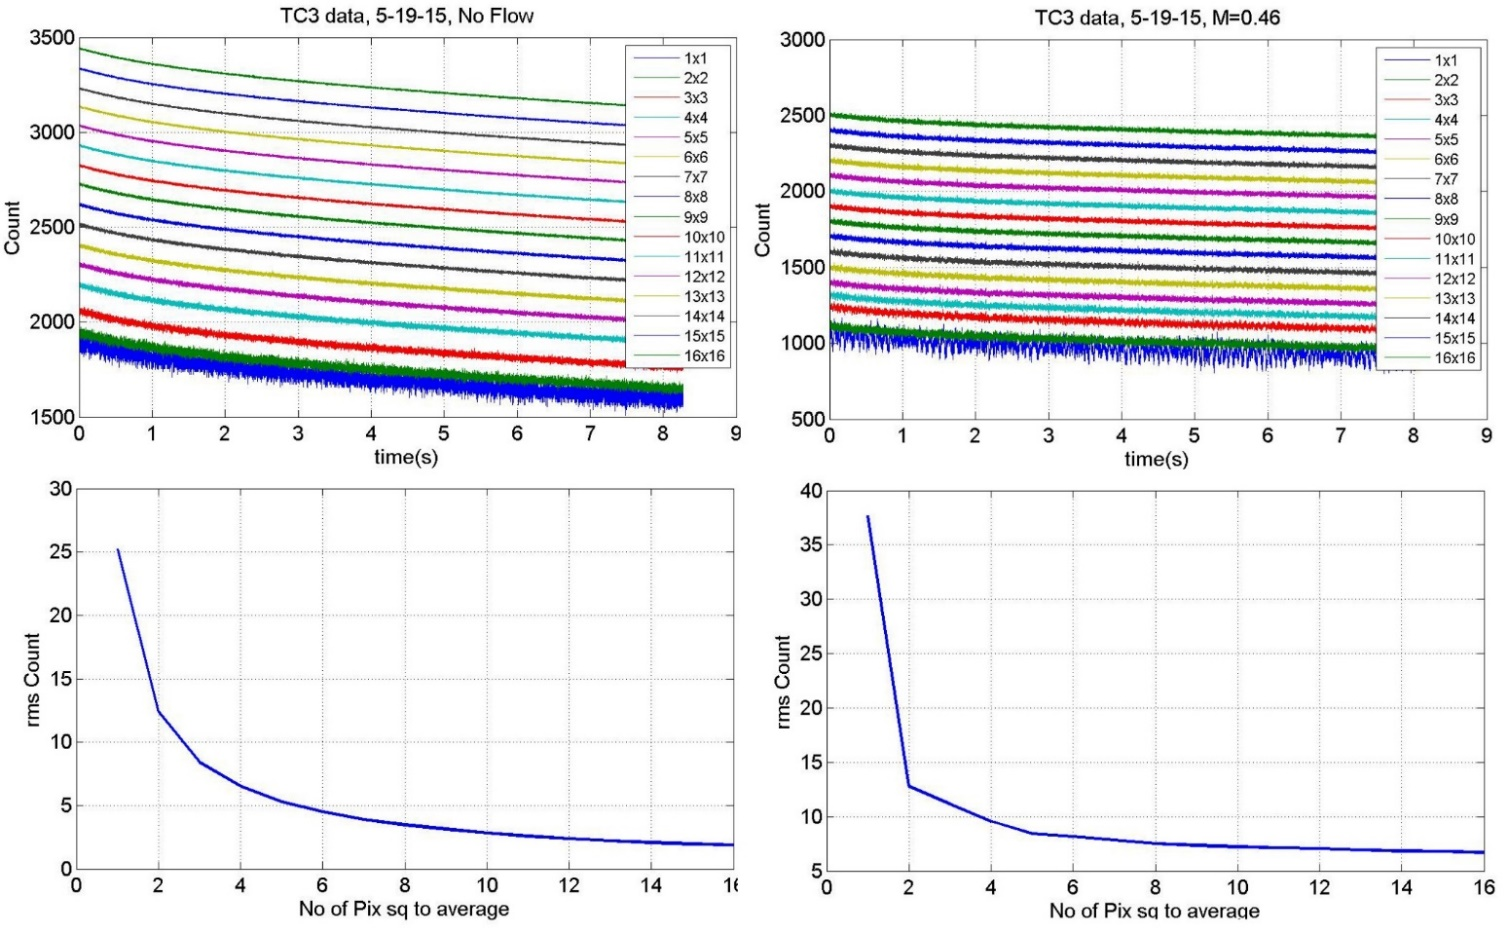 TC3 data, 5-19-15, No Flow
3500
3000
2500
2000
1500
Count
0 1 2 3 4 5 6 7 8 9
time(s)
1x1
2x2
3x3
4x4
5x5
6x6
7x7
8x8
9x9
10x10
11x11
12x12
13x13
14x14
15x15
16x16
TC3 data, 5-19-15, M=0.46
3000
2500
2000
1500
1000
500
Count
0 1 2 3 4 5 6 7 8 9
time(s)
1x1
2x2
3x3
4x4
5x5
6x6
7x7
8x8
9x9
10x10
11x11
12x12
13x13
14x14
15x15
16x16
30
25
20
15
10
5
0
rms Count
0 2 4 6 8 10 12 14 16
No of Pix sq to average
40
35
30
25
20
15
10
5
rms Count
0 2 4 6 8 10 12 14 16
No of Pix sq to average